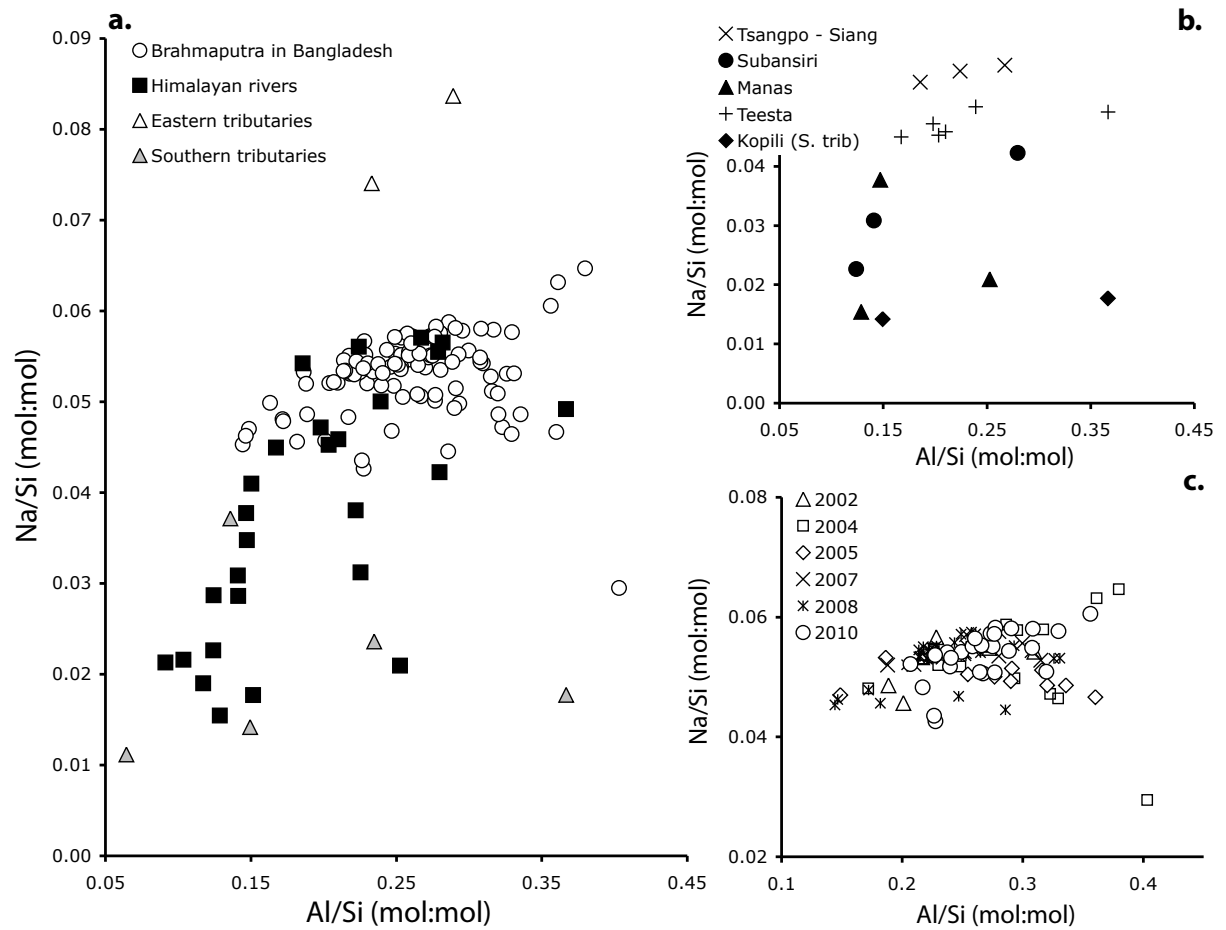 a.
0.09
0.08
0.07
0.06
0.05
0.04
0.03
0.02
0.01
0.00
Na/Si (mol:mol)
Brahmaputra in Bangladesh
Himalayan rivers
Eastern tributaries
Southern tributaries
0.05 0.15 0.25 0.35 0.45
Al/Si (mol:mol)
b.
Tsangpo - Siang
Subansiri
Manas
Teesta
Kopili (S. trib)
0.04
0.03
0.02
0.01
0.00
Na/Si (mol:mol)
0.05 0.15 0.25 0.35 0.45
Al/Si (mol:mol)
c.
0.08
0.06
0.04
0.02
Na/Si (mol:mol)
2002
2004
2005
2007
2008
2010
0.1 0.2 0.3 0.4
Al/Si (mol:mol)